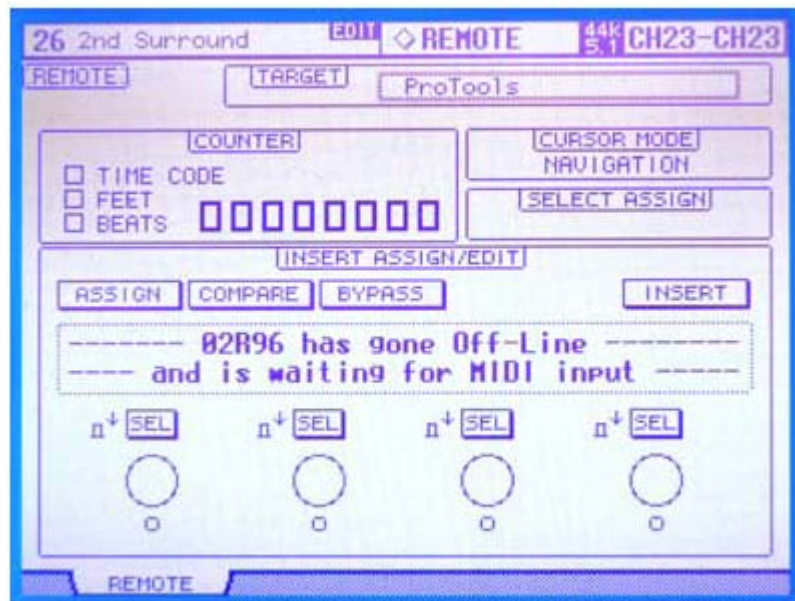 26 2nd Surround EDIT ◇ REMOTE 44k 5.1 CH23-CH23
REMOTE TARGET ProTools
COUNTER
TIME CODE
FEET
BEATS
CURSOR MODE
NAVIGATION
SELECT ASSIGN
INSERT ASSIGN/EDIT
ASSIGN COMPARE BYPASS INSERT
------- 02R96 has gone Off-Line --------
---- and is waiting for MIDI input -----
SEL SEL SEL SEL
REMOTE